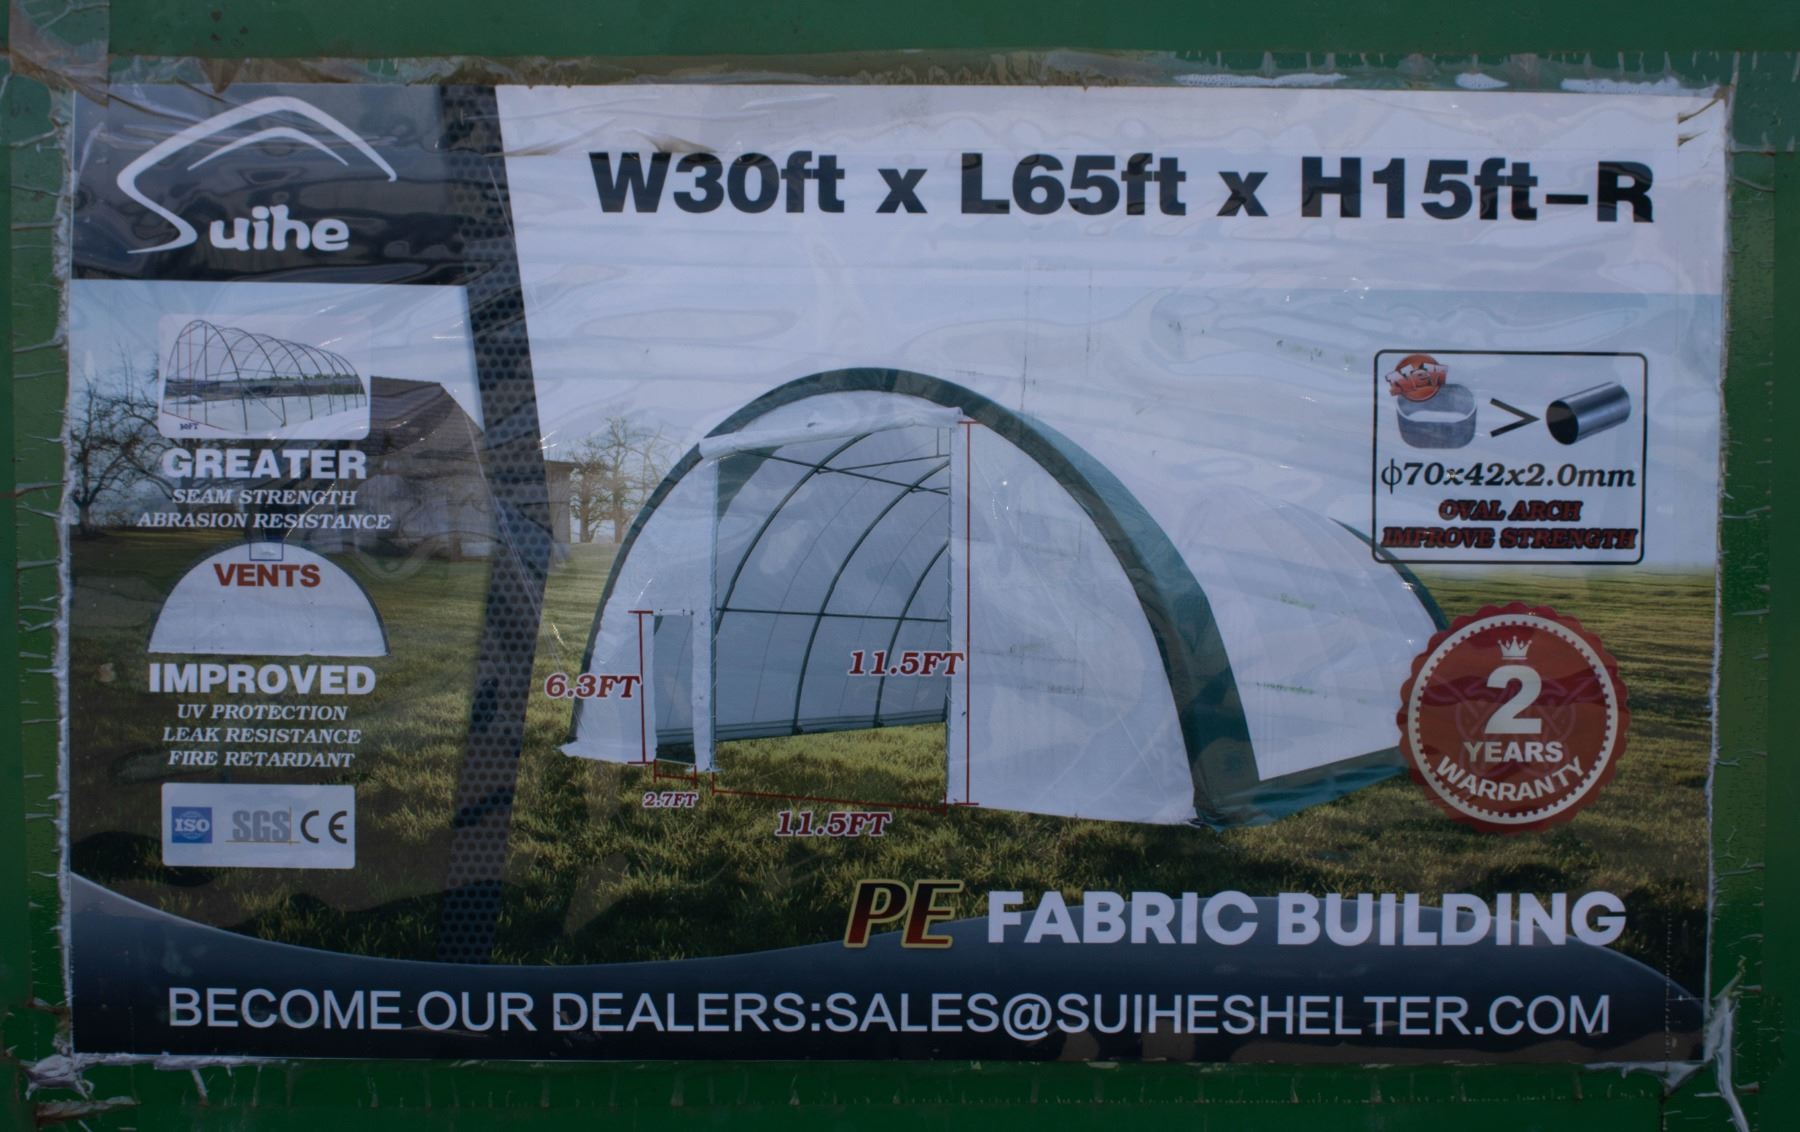 Suihe
W30ft x L65ft x H15ft-R
30FT
GREATER
SEAM STRENGTH
ABRASION RESISTANCE
VENTS
IMPROVED
UV PROTECTION
LEAK RESISTANCE
FIRE RETARDANT
ISO SGS CE
New
>
ϕ70x42x2.0mm
OVAL ARCH
IMPROVE STRENGTH
6.3FT
11.5FT
2.7FT
11.5FT
2
YEARS
WARRANTY
PE FABRIC BUILDING
BECOME OUR DEALERS:SALES@SUIHESHELTER.COM